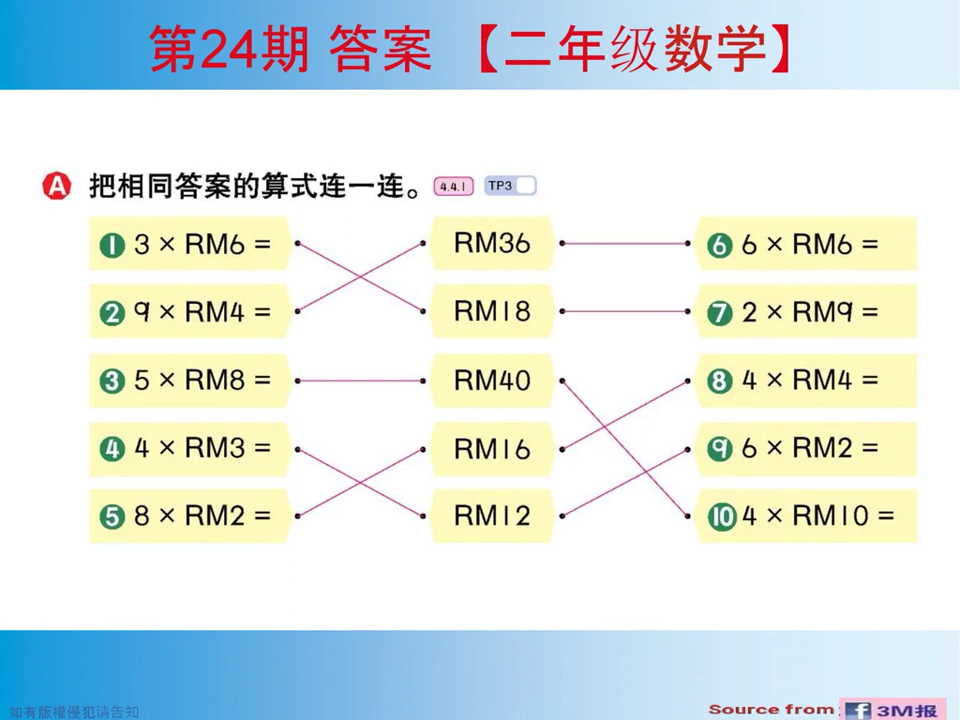 第24期 答案 【二年级数学】
A 把相同答案的算式连一连。 4.4.1 TP3
1 3 × RM6 = RM36 6 6 × RM6 =
2 9 × RM4 = RM18 7 2 × RM9 =
3 5 × RM8 = RM40 8 4 × RM4 =
4 4 × RM3 = RM16 9 6 × RM2 =
5 8 × RM2 = RM12 10 4 × RM10 =
如有版權侵犯请告知 Source from : f 3M报